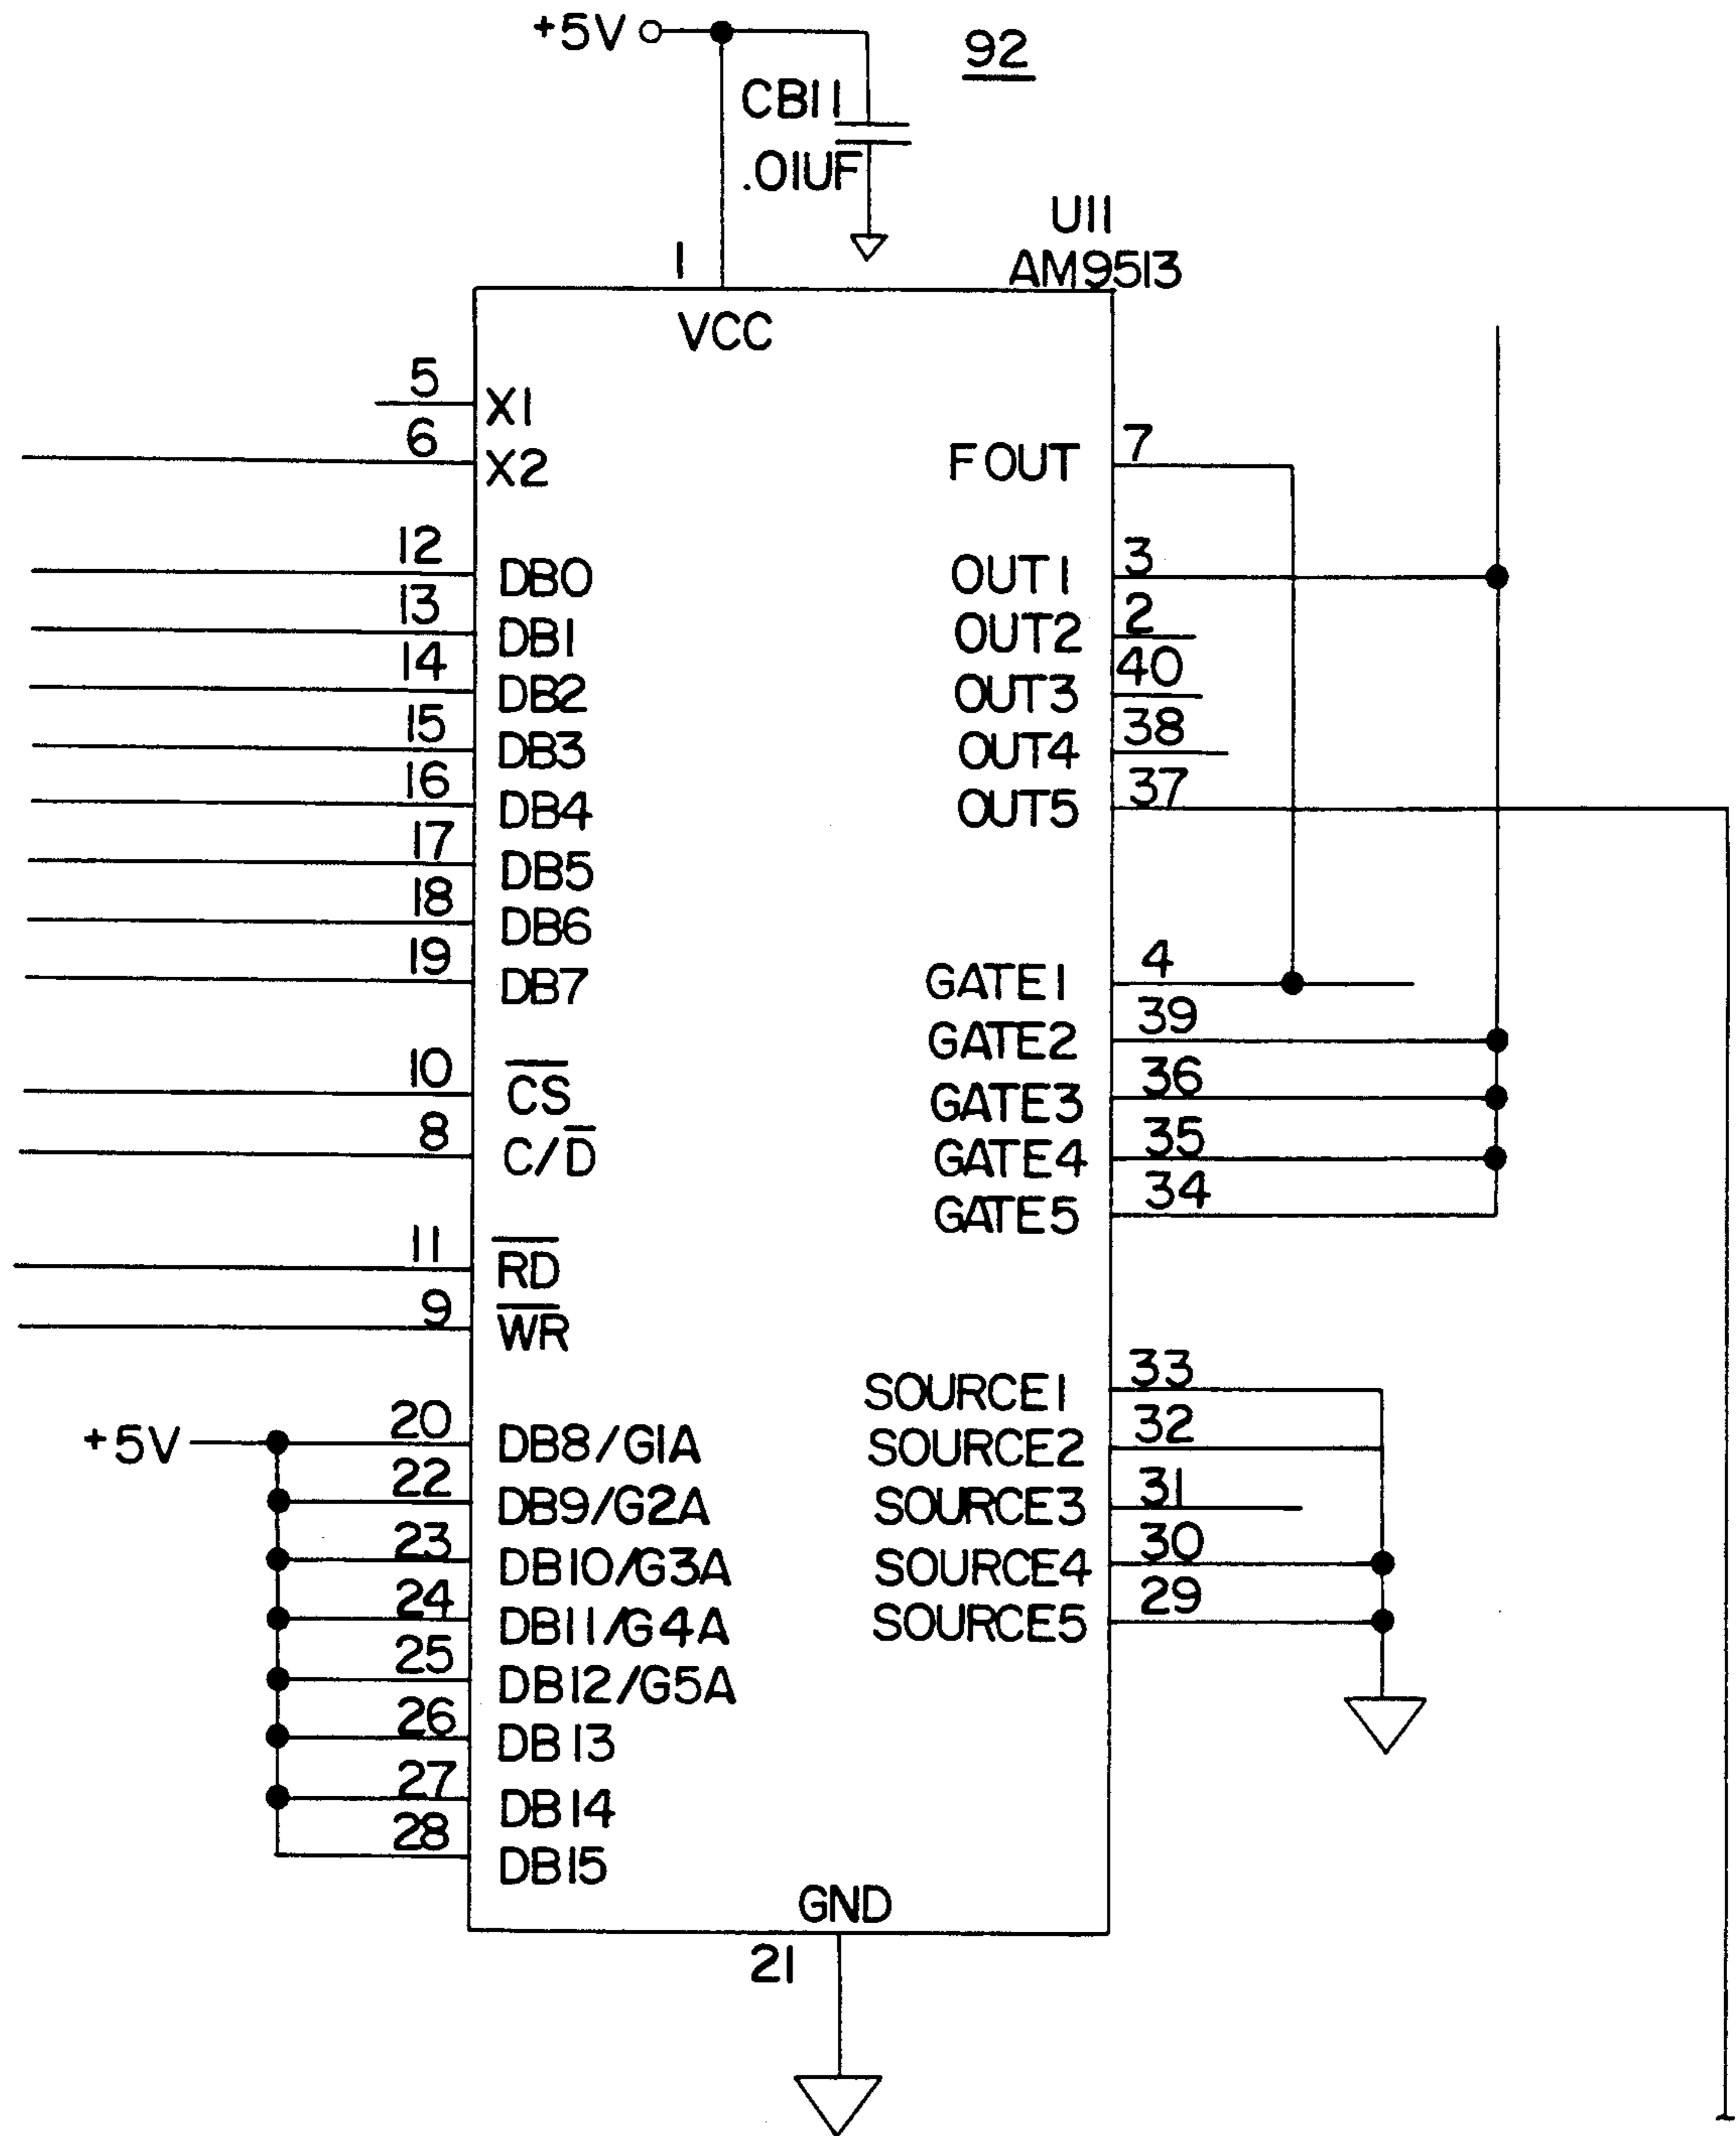 +5V
92
CB11
.01UF
U11
AM9513
1
VCC
5
X1
6
X2
7
FOUT
12
DB0
3
OUT1
13
DB1
2
OUT2
14
DB2
40
OUT3
15
DB3
38
OUT4
16
DB4
37
OUT5
17
DB5
18
DB6
19
DB7
4
GATE1
39
GATE2
10
C̅S̅
36
GATE3
8
C/D̅
35
GATE4
34
GATE5
11
R̅D̅
9
W̅R̅
33
SOURCE1
+5V
20
DB8/G1A
32
SOURCE2
22
DB9/G2A
31
SOURCE3
23
DB10/G3A
30
SOURCE4
24
DB11/G4A
29
SOURCE5
25
DB12/G5A
26
DB13
27
DB14
28
DB15
GND
21